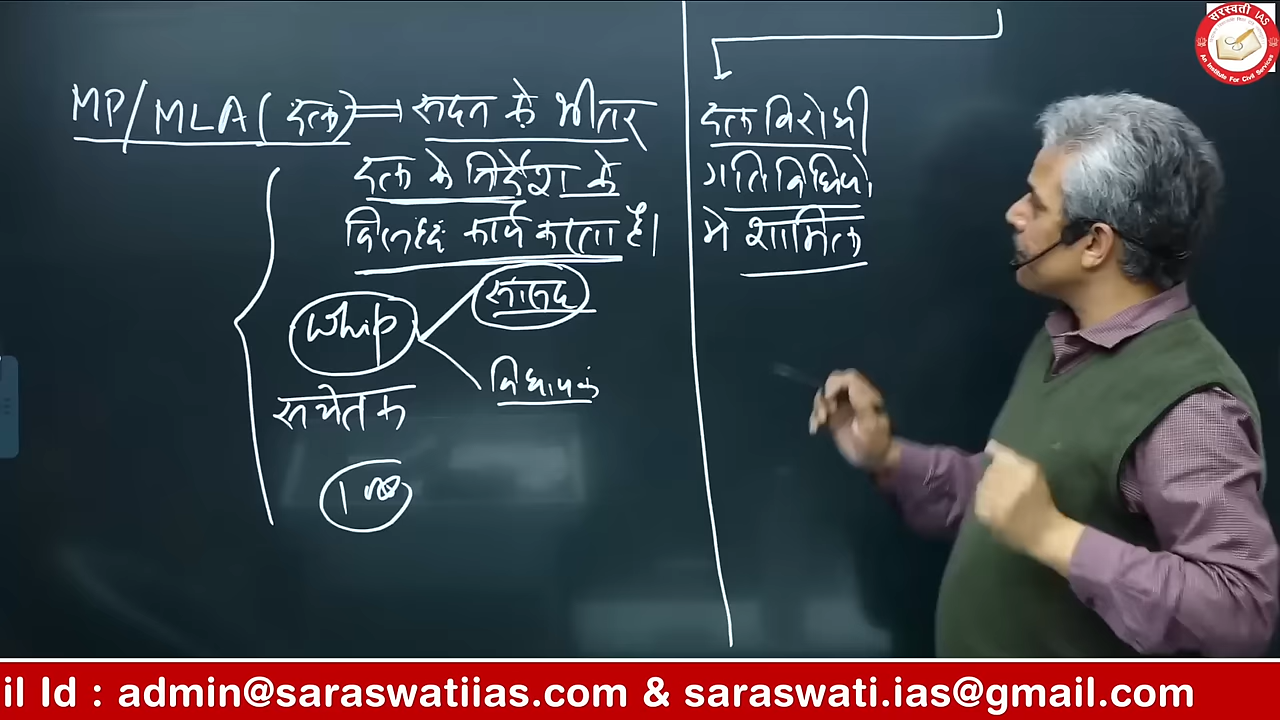 MP/MLA (दल) = सदन के भीतर
दल के निर्देश के
विरुद्ध कार्य करता है।
Whip
सांसद
विधायक
सचेतक
दल विरोधी
गतिविधियों
में शामिल
सरस्वती IAS
An Institute For Civil Services
il Id : admin@saraswatiias.com & saraswati.ias@gmail.com